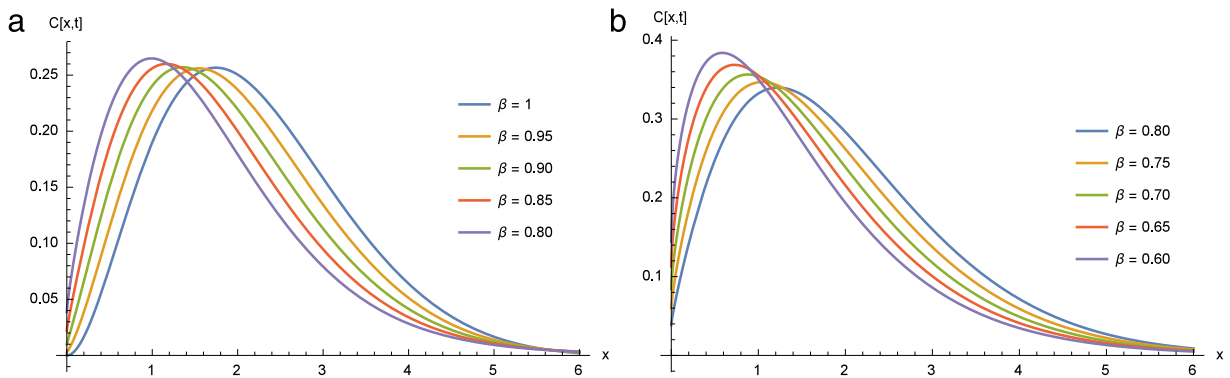 a
C[x,t]
0.25
0.20
0.15
0.10
0.05
1 2 3 4 5 6
x
β = 1
β = 0.95
β = 0.90
β = 0.85
β = 0.80
b
C[x,t]
0.4
0.3
0.2
0.1
1 2 3 4 5 6
x
β = 0.80
β = 0.75
β = 0.70
β = 0.65
β = 0.60